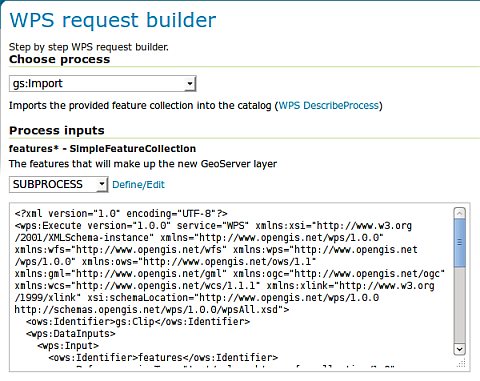 WPS request builder
Step by step WPS request builder.
Choose process
gs:Import
Imports the provided feature collection into the catalog (WPS DescribeProcess)
Process inputs
features* - SimpleFeatureCollection
The features that will make up the new GeoServer layer
SUBPROCESS Define/Edit
<?xml version="1.0" encoding="UTF-8"?>
<wps:Execute version="1.0.0" service="WPS" xmlns:xsi="http://www.w3.org
/2001/XMLSchema-instance" xmlns="http://www.opengis.net/wps/1.0.0"
xmlns:wfs="http://www.opengis.net/wfs" xmlns:wps="http://www.opengis.net
/wps/1.0.0" xmlns:ows="http://www.opengis.net/ows/1.1"
xmlns:gml="http://www.opengis.net/gml" xmlns:ogc="http://www.opengis.net/ogc"
xmlns:wcs="http://www.opengis.net/wcs/1.1.1" xmlns:xlink="http://www.w3.org
/1999/xlink" xsi:schemaLocation="http://www.opengis.net/wps/1.0.0
http://schemas.opengis.net/wps/1.0.0/wpsAll.xsd">
<ows:Identifier>gs:Clip</ows:Identifier>
<wps:DataInputs>
<wps:Input>
<ows:Identifier>features</ows:Identifier>